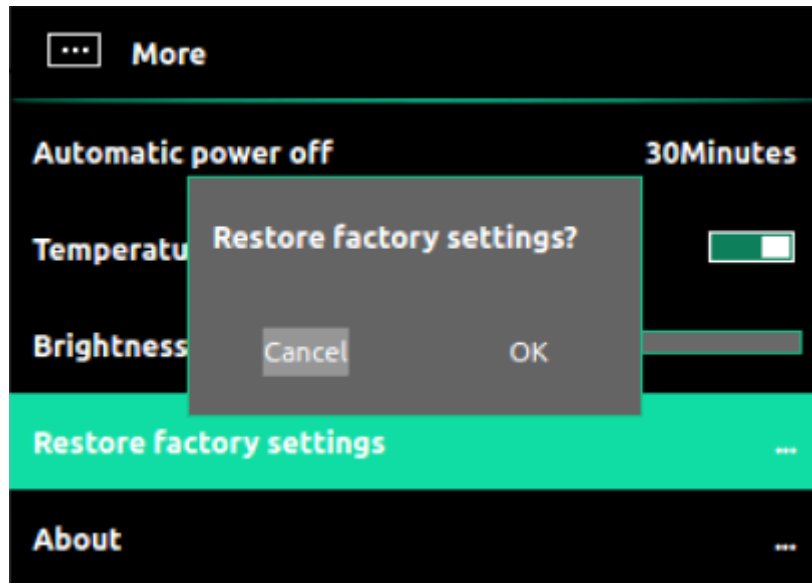 More
Automatic power off 30Minutes
Restore factory settings?
Brightness
Cancel OK
Restore factory settings ...
About ...